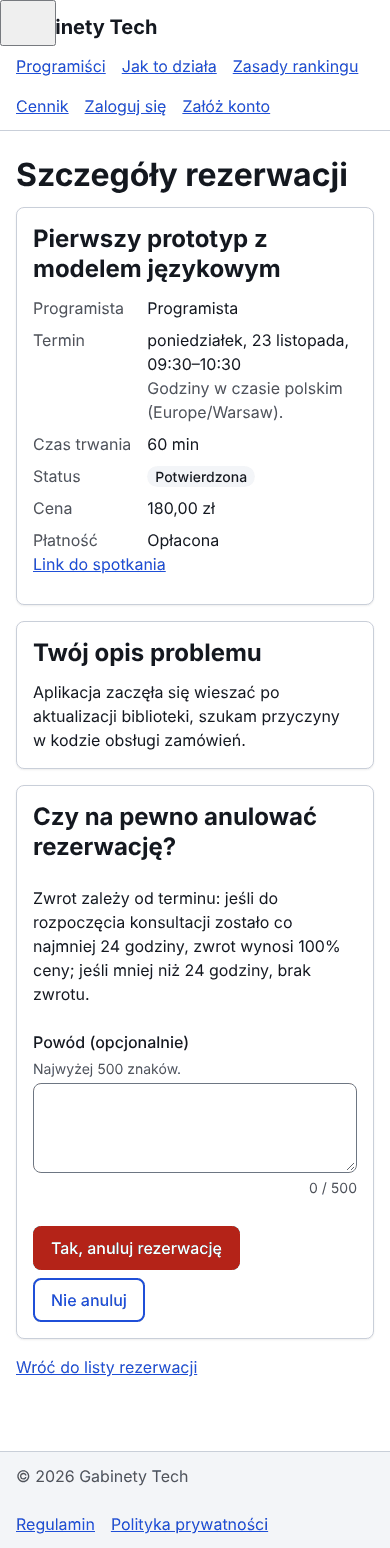 inety Tech
Programiści Jak to działa Zasady rankingu
Cennik Zaloguj się Załóż konto
Szczegóły rezerwacji
Pierwszy prototyp z
modelem językowym
Programista Programista
Termin poniedziałek, 23 listopada,
09:30–10:30
Godziny w czasie polskim
(Europe/Warsaw).
Czas trwania 60 min
Status Potwierdzona
Cena 180,00 zł
Płatność Opłacona
Link do spotkania
Twój opis problemu
Aplikacja zaczęła się wieszać po
aktualizacji biblioteki, szukam przyczyny
w kodzie obsługi zamówień.
Czy na pewno anulować
rezerwację?
Zwrot zależy od terminu: jeśli do
rozpoczęcia konsultacji zostało co
najmniej 24 godziny, zwrot wynosi 100%
ceny; jeśli mniej niż 24 godziny, brak
zwrotu.
Powód (opcjonalnie)
Najwyżej 500 znaków.
0 / 500
Tak, anuluj rezerwację
Nie anuluj
Wróć do listy rezerwacji
© 2026 Gabinety Tech
Regulamin Polityka prywatności